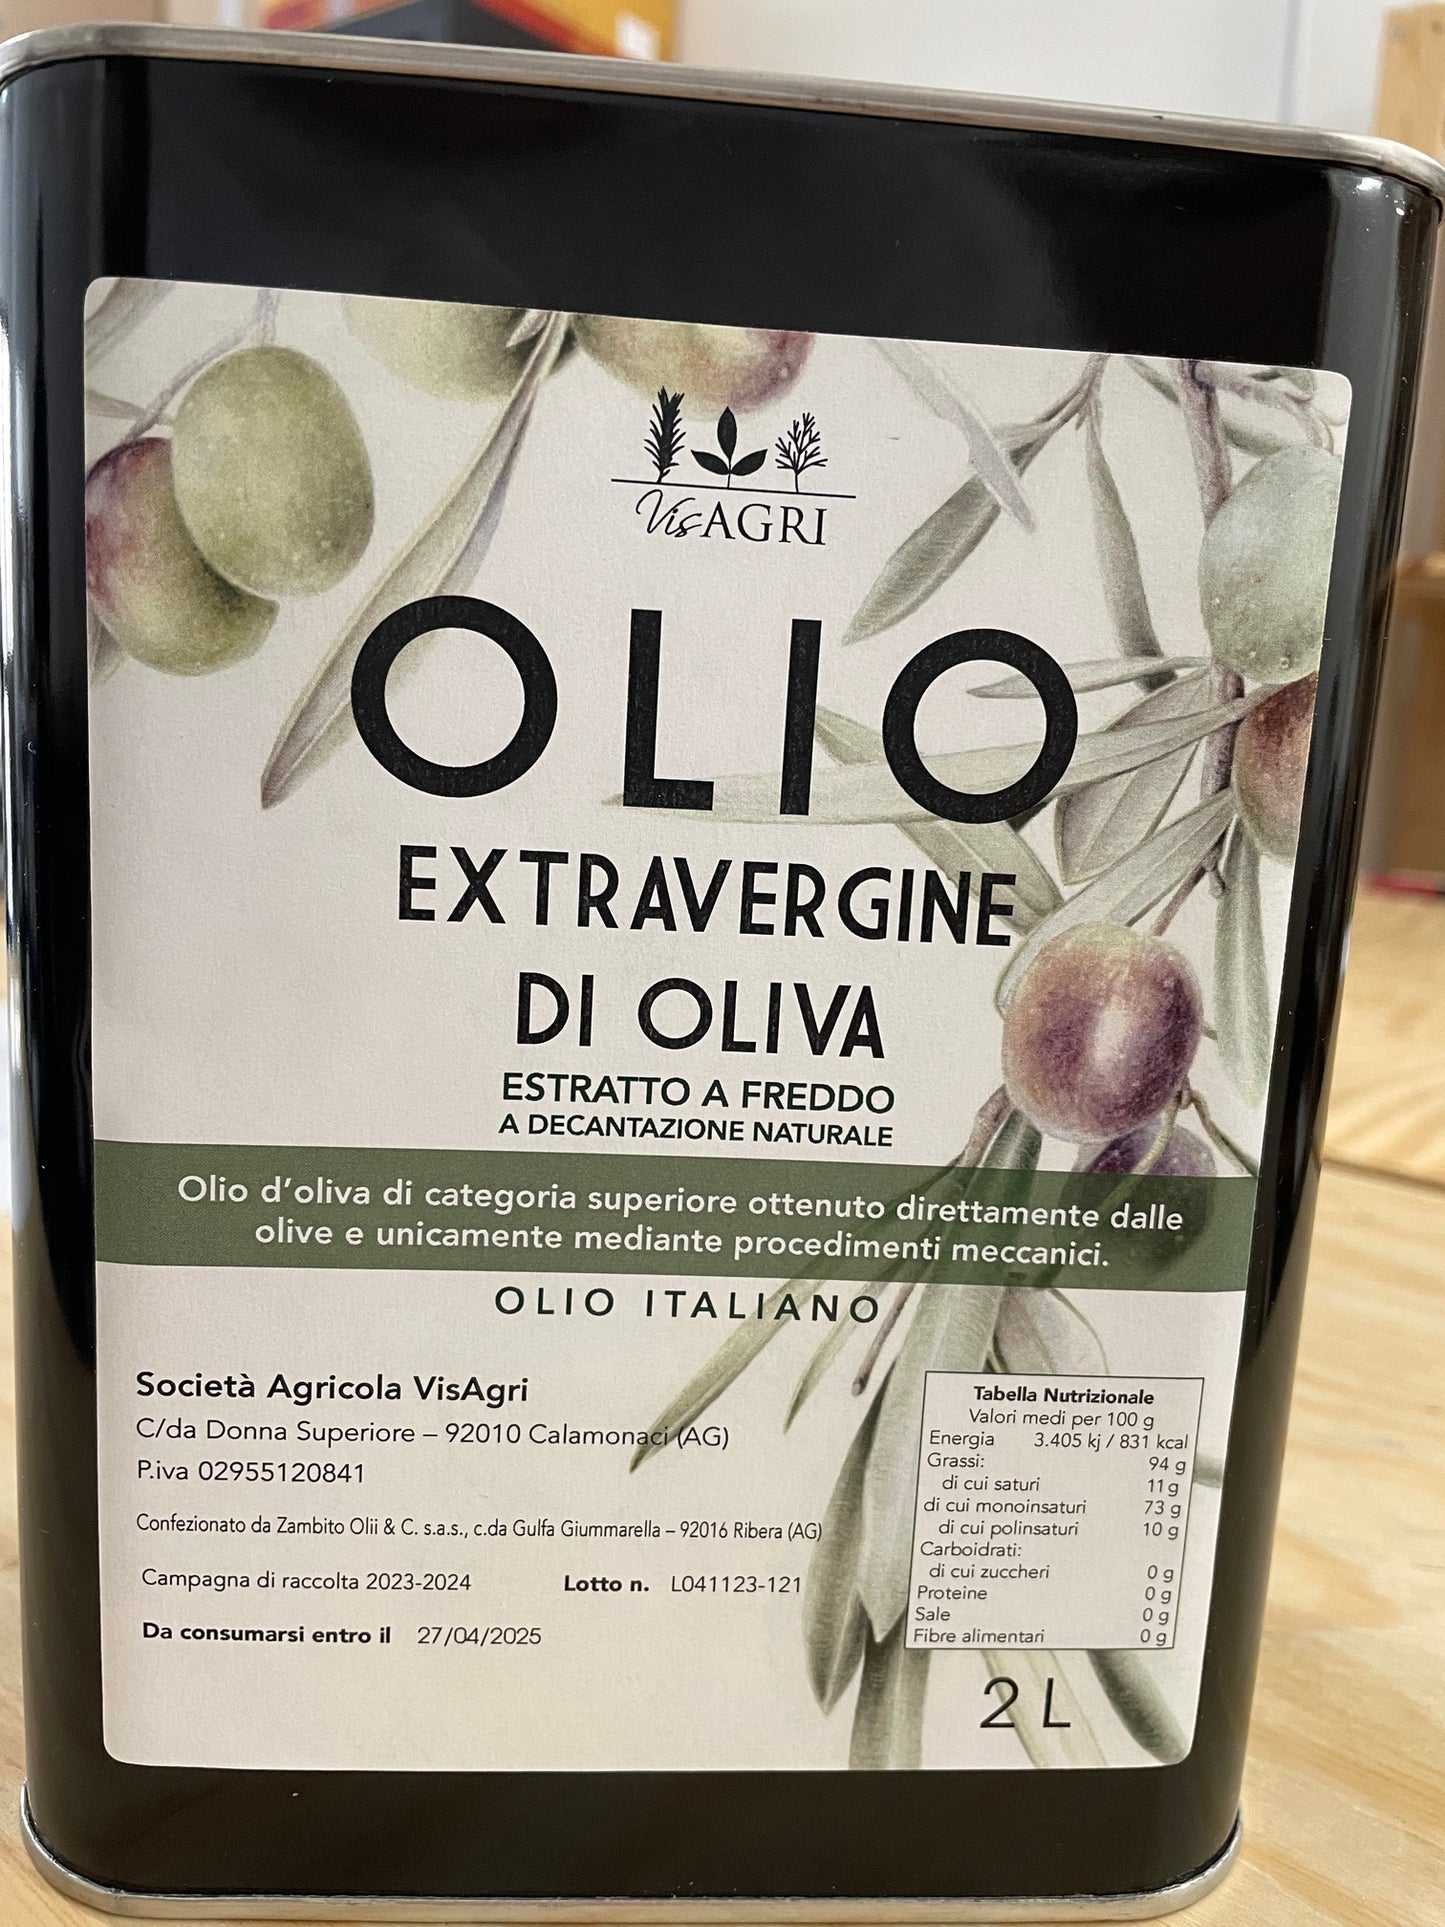 VisAGRI
OLIO
EXTRAVERGINE
DI OLIVA
ESTRATTO A FREDDO
A DECANTAZIONE NATURALE
Olio d'oliva di categoria superiore ottenuto direttamente dalle
olive e unicamente mediante procedimenti meccanici.
OLIO ITALIANO
Società Agricola VisAgri
C/da Donna Superiore – 92010 Calamonaci (AG)
P.iva 02955120841
Confezionato da Zambito Olii & C. s.a.s., c.da Gulfa Giummarella – 92016 Ribera (AG)
Campagna di raccolta 2023-2024 Lotto n. L041123-121
Da consumarsi entro il 27/04/2025
Tabella Nutrizionale
Valori medi per 100 g
Energia 3.405 kj / 831 kcal
Grassi: 94 g
di cui saturi 11 g
di cui monoinsaturi 73 g
di cui polinsaturi 10 g
Carboidrati:
di cui zuccheri 0 g
Proteine 0 g
Sale 0 g
Fibre alimentari 0 g
2 L